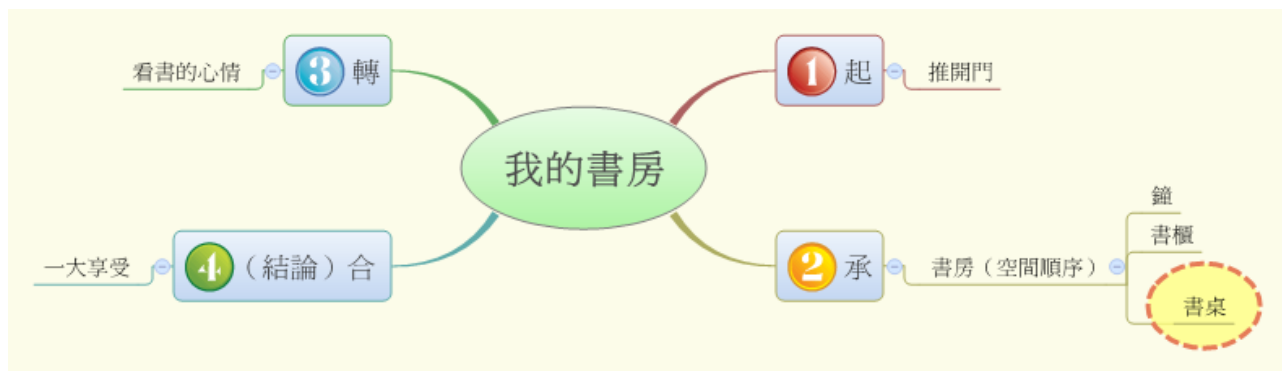 我的書房
1 起
推開門
2 承
書房（空間順序）
鐘
書櫃
書桌
3 轉
看書的心情
4 （結論）合
一大享受